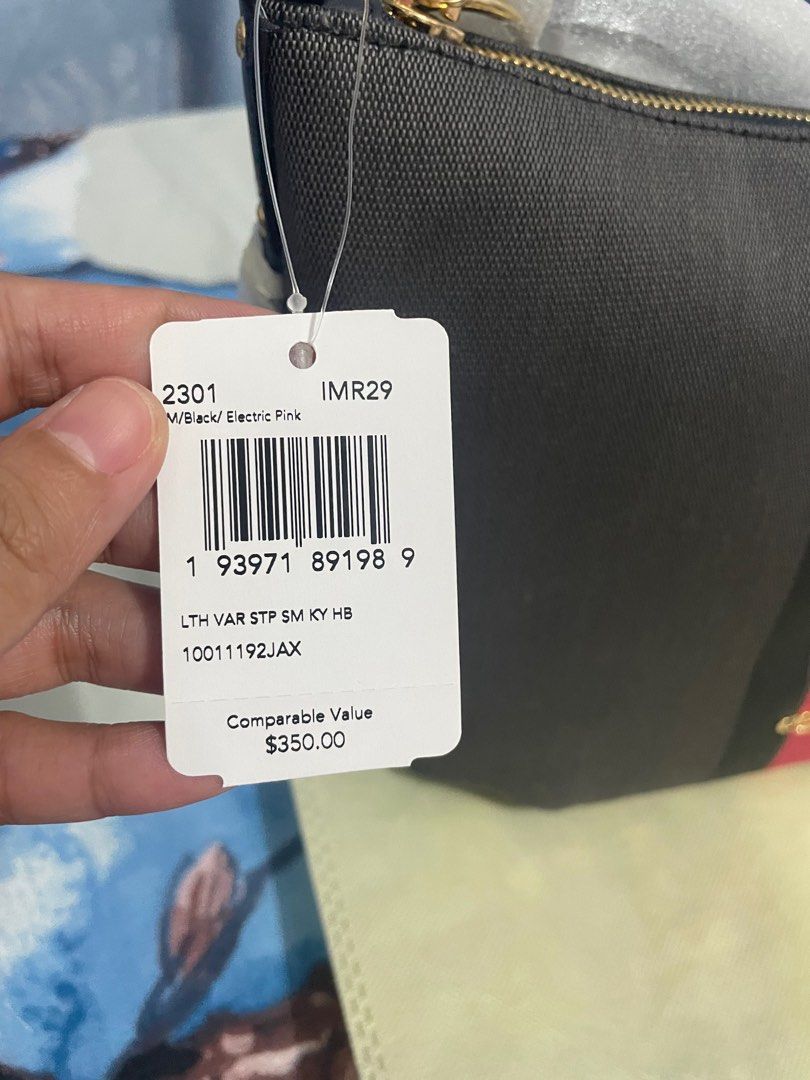 2301 IMR29
IM/Black/ Electric Pink
1 93971 89198 9
LTH VAR STP SM KY HB
10011192JAX
Comparable Value
$350.00